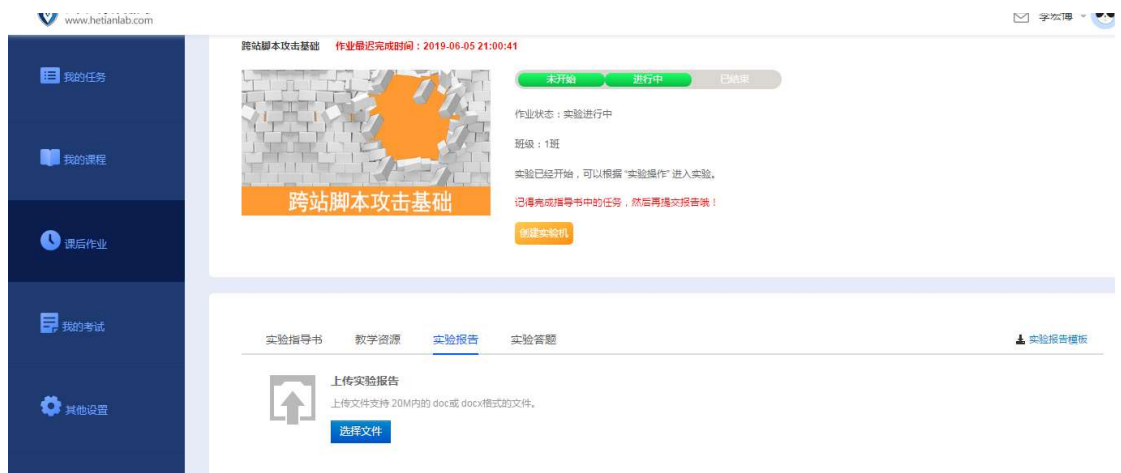 www.hetianlab.com
李宏博
我的任务
我的课程
课后作业
我的考试
其他设置
跨站脚本攻击基础 作业最迟完成时间：2019-06-05 21:00:41
跨站脚本攻击基础
未开始 进行中 已结束
作业状态：实验进行中
班级：1班
实验已经开始，可以根据“实验操作”进入实验。
记得完成指导书中的任务，然后再提交报告哦！
创建实验机
实验指导书 教学资源 实验报告 实验答题
实验报告模板
上传实验报告
上传文件支持 20M内的 doc或 docx格式的文件。
选择文件